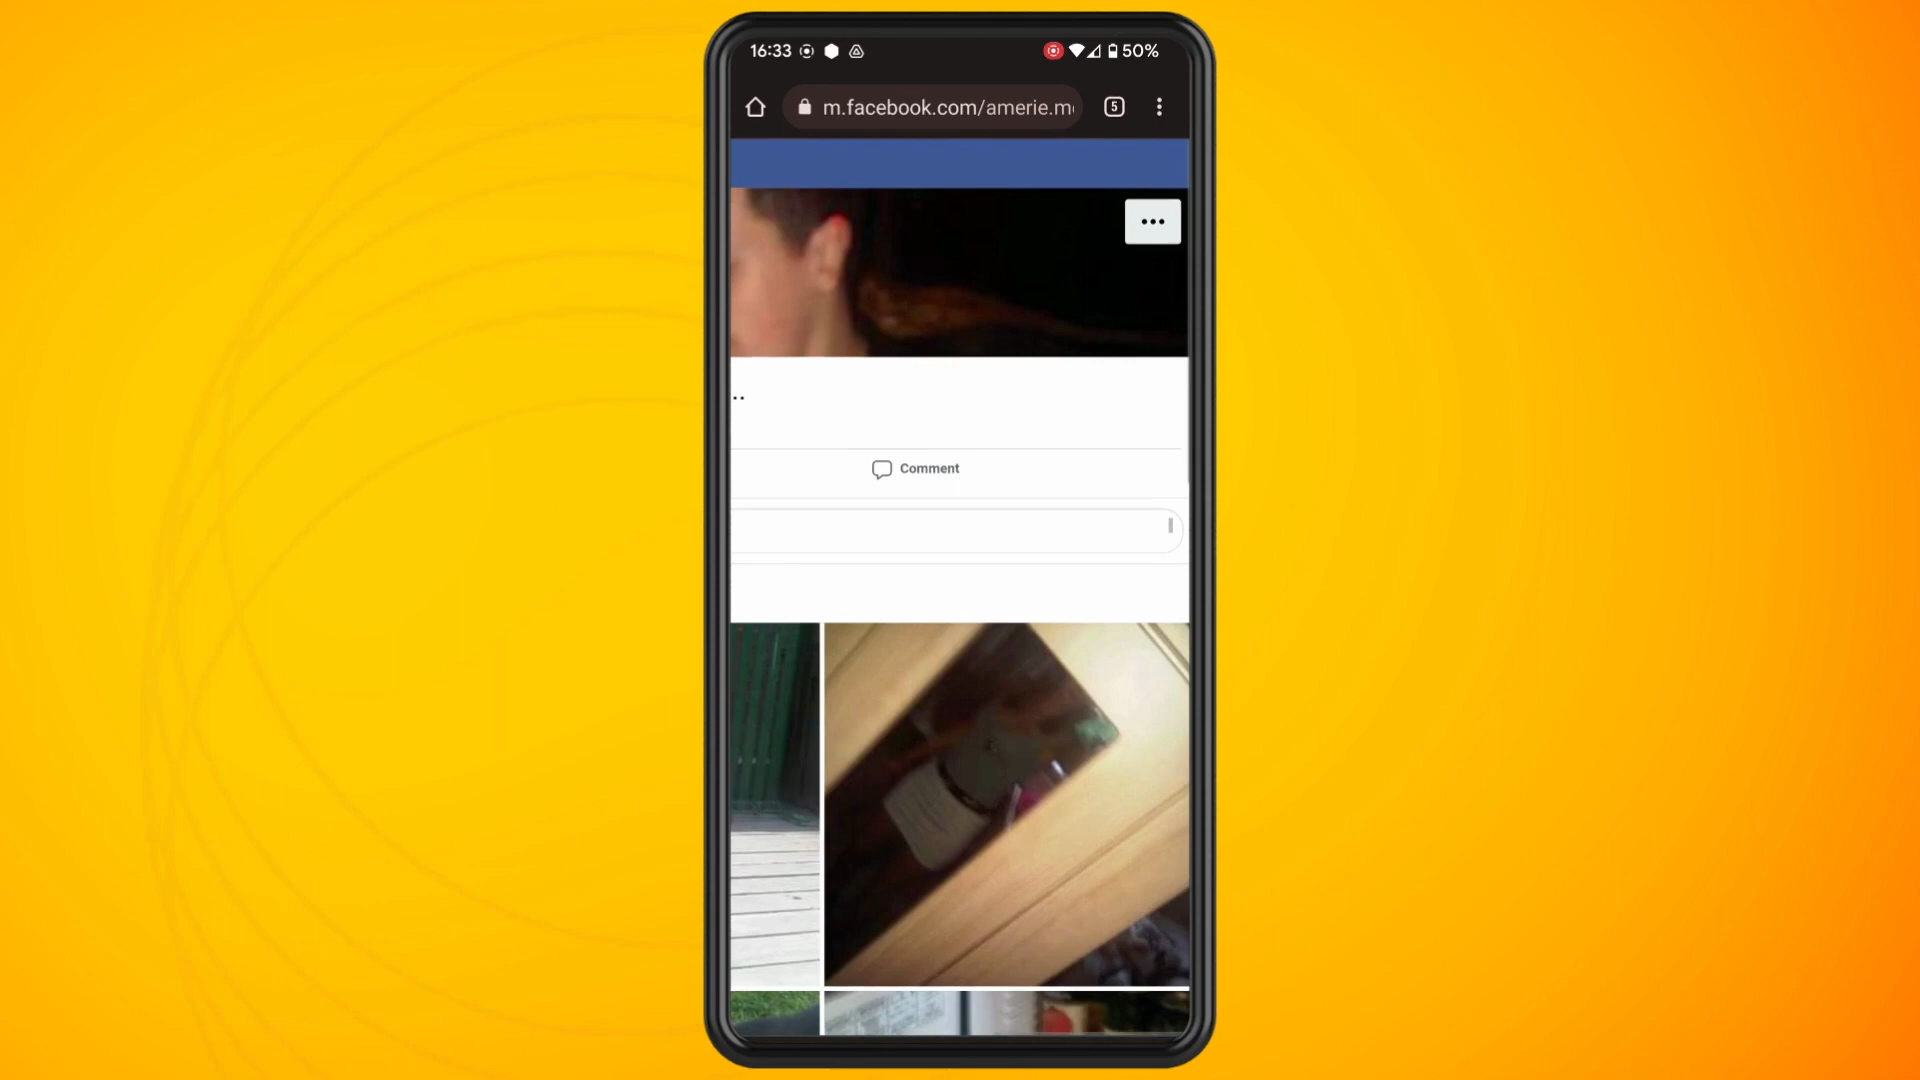 16:33 50%
m.facebook.com/amerie.m 5
•••
..
Comment